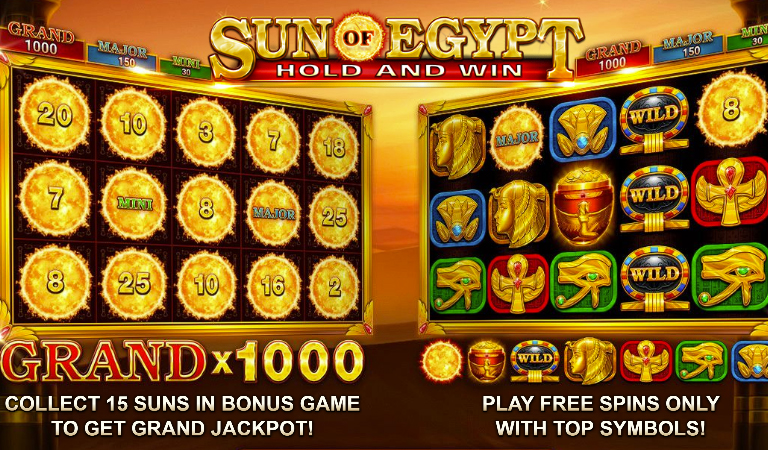 SUN OF EGYPT
HOLD AND WIN
GRAND
1000
MAJOR
150
MINI
30
GRAND
1000
MAJOR
150
MINI
30
20 10 3 7 18
7 MINI 8 MAJOR 25
8 25 10 16 2
MAJOR WILD 8
WILD
WILD
GRAND x1000
COLLECT 15 SUNS IN BONUS GAME
TO GET GRAND JACKPOT!
WILD
PLAY FREE SPINS ONLY
WITH TOP SYMBOLS!